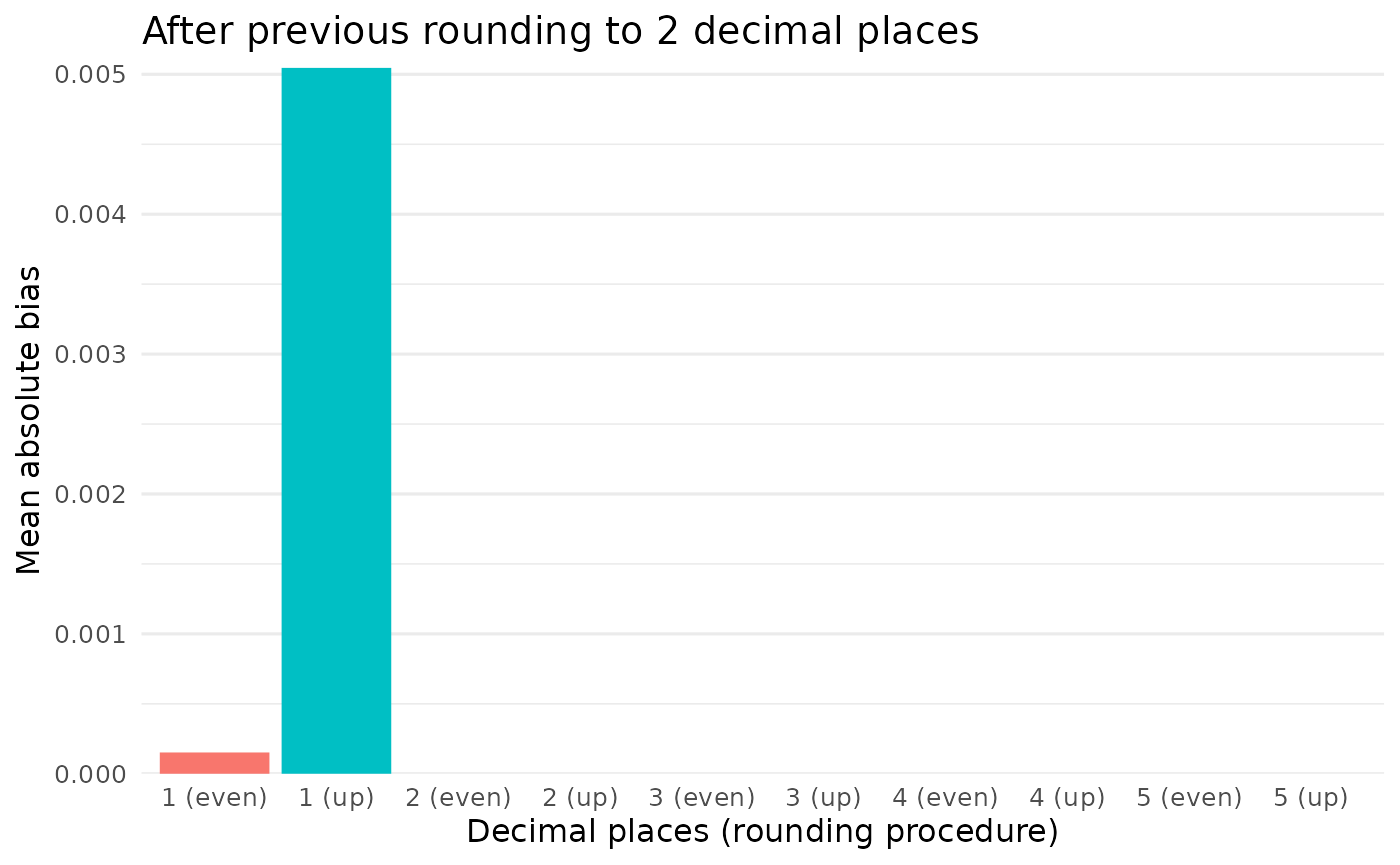 After previous rounding to 2 decimal places
Mean absolute bias
0.005
0.004
0.003
0.002
0.001
0.000
1 (even) 1 (up) 2 (even) 2 (up) 3 (even) 3 (up) 4 (even) 4 (up) 5 (even) 5 (up)
Decimal places (rounding procedure)